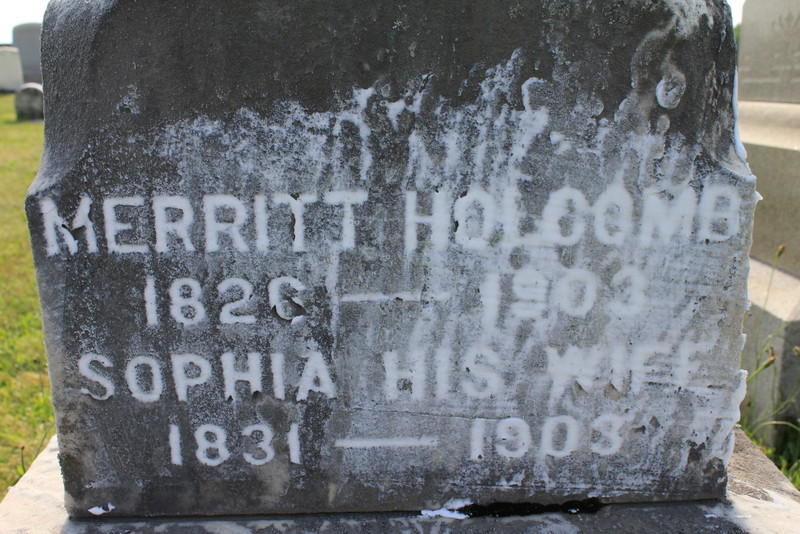 MERRITT HOLCOMB
1826 — 1903
SOPHIA HIS WIFE
1831 — 1903